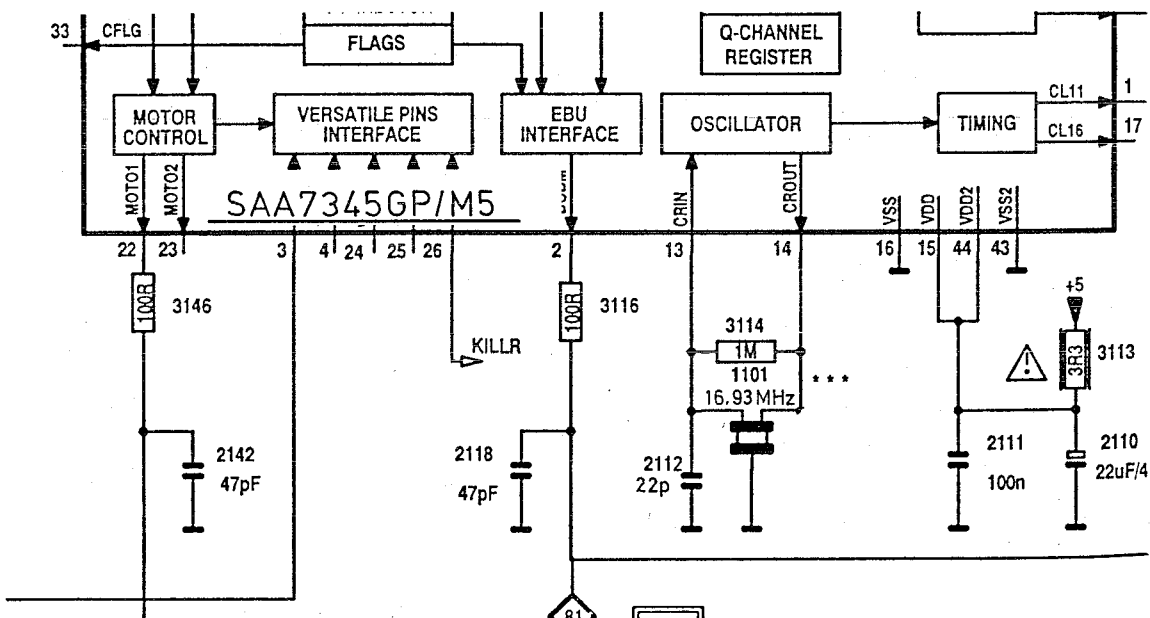 33
CFLG
FLAGS
Q-CHANNEL
REGISTER
MOTOR
CONTROL
VERSATILE PINS
INTERFACE
EBU
INTERFACE
OSCILLATOR
TIMING
CL11
1
CL16
17
MOTO1
MOTO2
SAA7345GP/M5
CRIN
CROUT
VSS
VDD
VDD2
VSS2
22
23
3
4
24
25
26
2
13
14
16
15
44
43
100R
3146
100R
3116
KILLR
3114
1M
1101
16.93MHz
***
+5
3R3
3113
2142
47pF
2118
47pF
2112
22p
2111
100n
2110
22uF/4
81